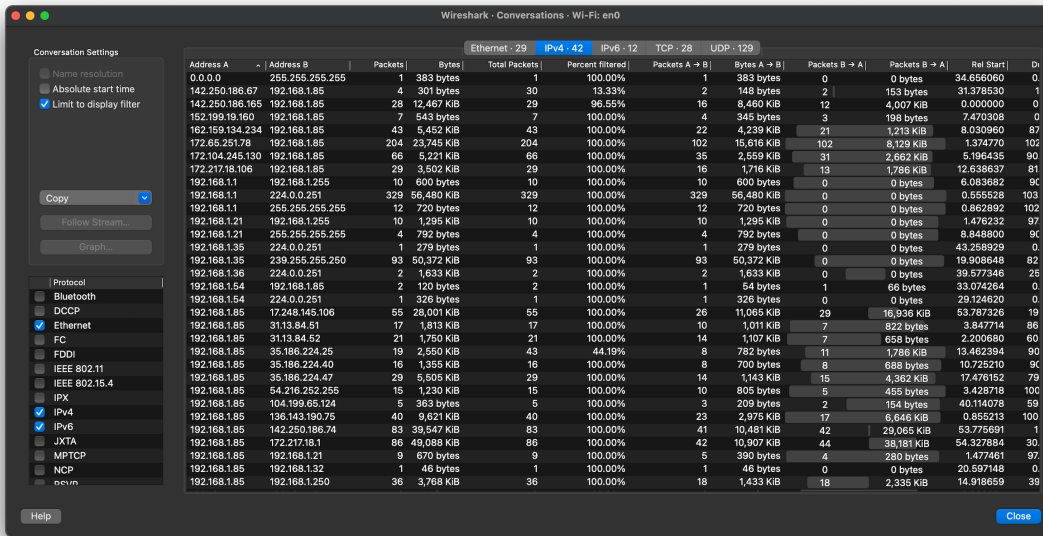 Wireshark · Conversations · Wi-Fi: en0
Conversation Settings
Name resolution
Absolute start time
Limit to display filter
Copy
Follow Stream...
Graph...
Protocol
Bluetooth
DCCP
Ethernet
FC
FDDI
IEEE 802.11
IEEE 802.15.4
IPX
IPv4
IPv6
JXTA
MPTCP
NCP
RSVP
Help
Ethernet · 29 IPv4 · 42 IPv6 · 12 TCP · 28 UDP · 129
Address A Address B Packets Bytes Total Packets Percent filtered Packets A → B Bytes A → B Packets B → A Packets B → A Rel Start
0.0.0.0 255.255.255.255 1 383 bytes 1 100.00% 1 383 bytes 0 0 bytes 34.656060 0
142.250.186.67 192.168.1.85 4 301 bytes 30 13.33% 2 148 bytes 2 153 bytes 31.378530 1
142.250.186.165 192.168.1.85 28 12,467 KiB 29 96.55% 16 8,460 KiB 12 4,007 KiB 0.000000 0
152.199.19.160 192.168.1.85 7 543 bytes 7 100.00% 4 345 bytes 3 198 bytes 7.470308 0
162.159.134.234 192.168.1.85 43 5,452 KiB 43 100.00% 22 4,239 KiB 21 1,213 KiB 8.030960 87
172.65.251.78 192.168.1.85 204 23,745 KiB 204 100.00% 102 15,616 KiB 102 8,129 KiB 1.374770 102
172.104.245.130 192.168.1.85 66 5,221 KiB 66 100.00% 35 2,559 KiB 31 2,662 KiB 5.196435 90
172.217.18.106 192.168.1.85 29 3,502 KiB 29 100.00% 16 1,716 KiB 13 1,786 KiB 12.638637 81
192.168.1.1 192.168.1.255 10 600 bytes 10 100.00% 10 600 bytes 0 0 bytes 6.083682 90
192.168.1.1 224.0.0.251 329 56,480 KiB 329 100.00% 329 56,480 KiB 0 0 bytes 0.555528 103
192.168.1.1 255.255.255.255 12 720 bytes 12 100.00% 12 720 bytes 0 0 bytes 0.862892 102
192.168.1.21 192.168.1.255 10 1,295 KiB 10 100.00% 10 1,295 KiB 0 0 bytes 1.476232 97
192.168.1.21 255.255.255.255 4 792 bytes 4 100.00% 4 792 bytes 0 0 bytes 8.848800 90
192.168.1.35 224.0.0.251 1 279 bytes 1 100.00% 1 279 bytes 0 0 bytes 43.258929 0.
192.168.1.35 239.255.255.250 93 50,372 KiB 93 100.00% 93 50,372 KiB 0 0 bytes 19.908648 82
192.168.1.36 224.0.0.251 2 1,633 KiB 2 100.00% 2 1,633 KiB 0 0 bytes 39.577346 25
192.168.1.54 192.168.1.85 2 120 bytes 2 100.00% 1 54 bytes 1 66 bytes 33.074264 0.
192.168.1.54 224.0.0.251 1 326 bytes 1 100.00% 1 326 bytes 0 0 bytes 29.124620 0.
192.168.1.85 17.248.145.106 55 28,001 KiB 55 100.00% 26 11,065 KiB 29 16,936 KiB 53.787326 19
192.168.1.85 31.13.84.51 17 1,813 KiB 17 100.00% 10 1,011 KiB 7 822 bytes 3.847714 86
192.168.1.85 31.13.84.52 21 1,750 KiB 21 100.00% 14 1,107 KiB 7 658 bytes 2.200680 60
192.168.1.85 35.186.224.25 19 2,550 KiB 43 44.19% 8 782 bytes 11 1,786 KiB 13.462394 90
192.168.1.85 35.186.224.40 16 1,355 KiB 16 100.00% 8 700 bytes 8 688 bytes 10.725210 90
192.168.1.85 35.186.224.47 29 5,505 KiB 29 100.00% 14 1,143 KiB 15 4,362 KiB 17.476152 79
192.168.1.85 54.216.252.255 15 1,230 KiB 15 100.00% 10 805 bytes 5 455 bytes 3.428718 100
192.168.1.85 104.199.65.124 5 363 bytes 5 100.00% 3 209 bytes 2 154 bytes 40.114078 59
192.168.1.85 136.143.190.75 40 9,621 KiB 40 100.00% 23 2,975 KiB 17 6,646 KiB 0.855213 100
192.168.1.85 142.250.186.74 83 39,547 KiB 83 100.00% 41 10,481 KiB 42 29,065 KiB 53.775691 1
192.168.1.85 172.217.18.1 86 49,088 KiB 86 100.00% 42 10,907 KiB 44 38,181 KiB 54.327884 30.
192.168.1.85 192.168.1.21 9 670 bytes 9 100.00% 5 390 bytes 4 280 bytes 1.477461 97.
192.168.1.85 192.168.1.32 1 46 bytes 1 100.00% 1 46 bytes 0 0 bytes 20.597148 0.
192.168.1.85 192.168.1.250 36 3,768 KiB 36 100.00% 18 1,433 KiB 18 2,335 KiB 14.918659 39
Close